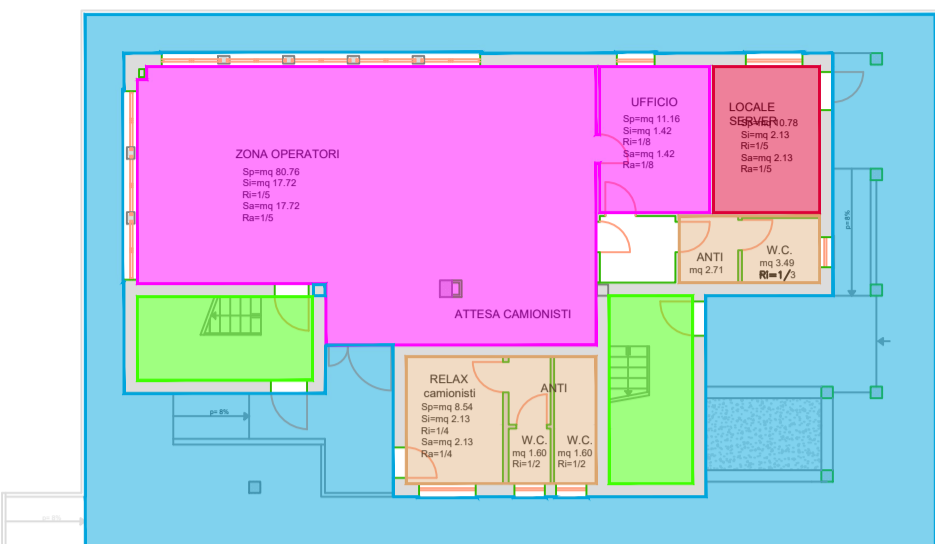 UFFICIO
Sp=mq 11.16
Si=mq 1.42
Ri=1/8
Sa=mq 1.42
Ra=1/8
LOCALE
SERVER
Sp=mq 10.78
Si=mq 2.13
Ri=1/5
Sa=mq 2.13
Ra=1/5
ZONA OPERATORI
Sp=mq 80.76
Si=mq 17.72
Ri=1/5
Sa=mq 17.72
Ra=1/5
p= 8%
ANTI
mq 2.71
W.C.
mq 3.49
Ri=1/3
ATTESA CAMIONISTI
RELAX
camionisti
Sp=mq 8.54
Si=mq 2.13
Ri=1/4
Sa=mq 2.13
Ra=1/4
ANTI
W.C.
mq 1.60
Ri=1/2
W.C.
mq 1.60
Ri=1/2
p= 8%
p= 8%